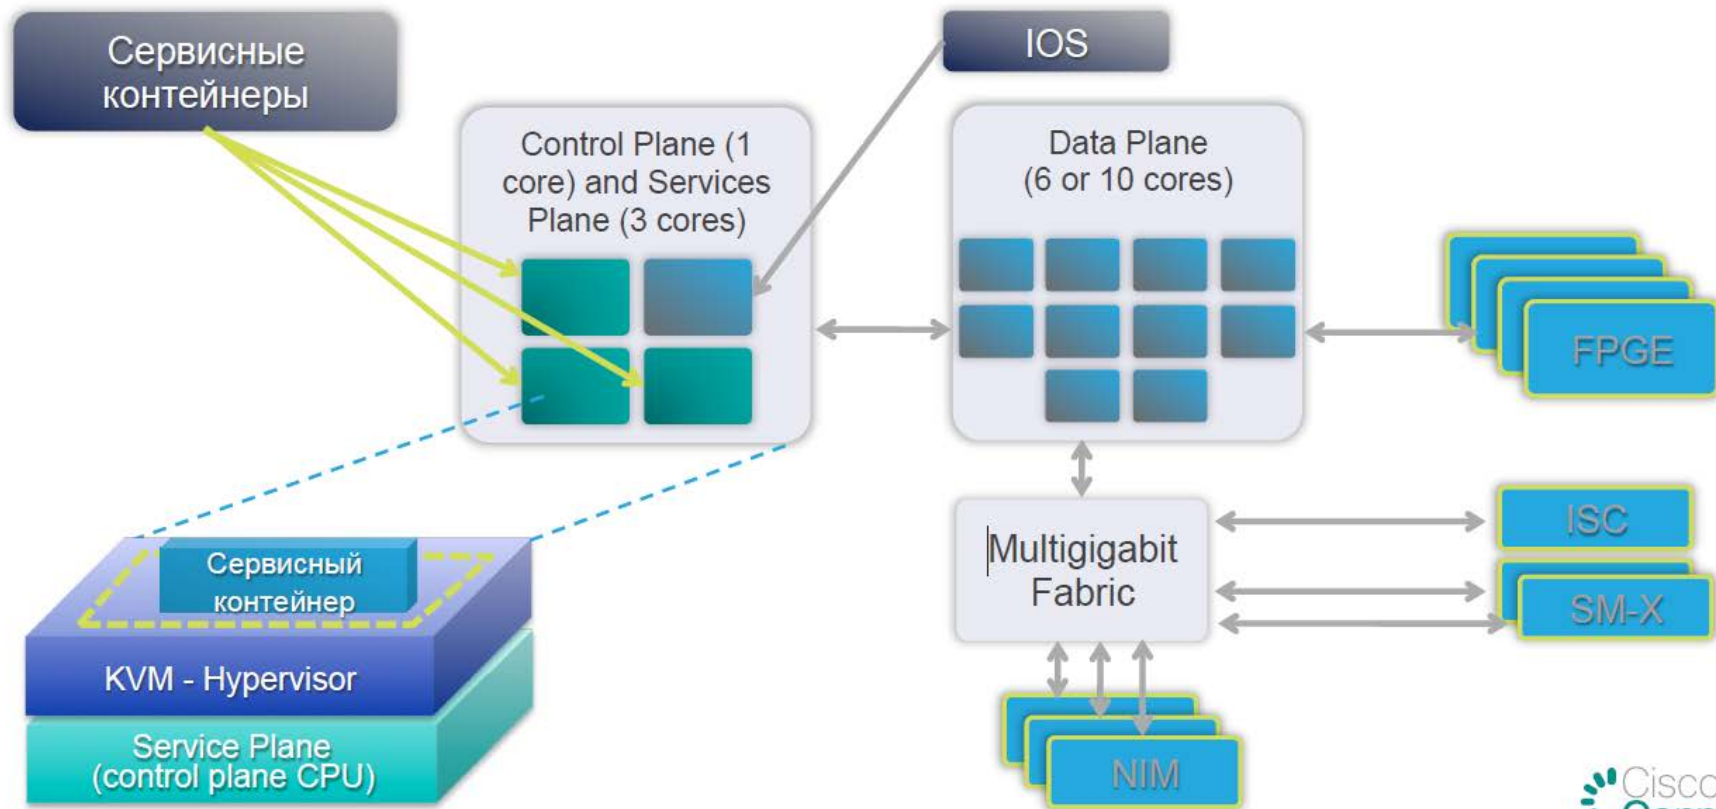 Сервисные
контейнеры
IOS
Control Plane (1
core) and Services
Plane (3 cores)
Data Plane
(6 or 10 cores)
FPGE
Multigigabit
Fabric
ISC
SM-X
NIM
Сервисный
контейнер
KVM - Hypervisor
Service Plane
(control plane CPU)
Cisco